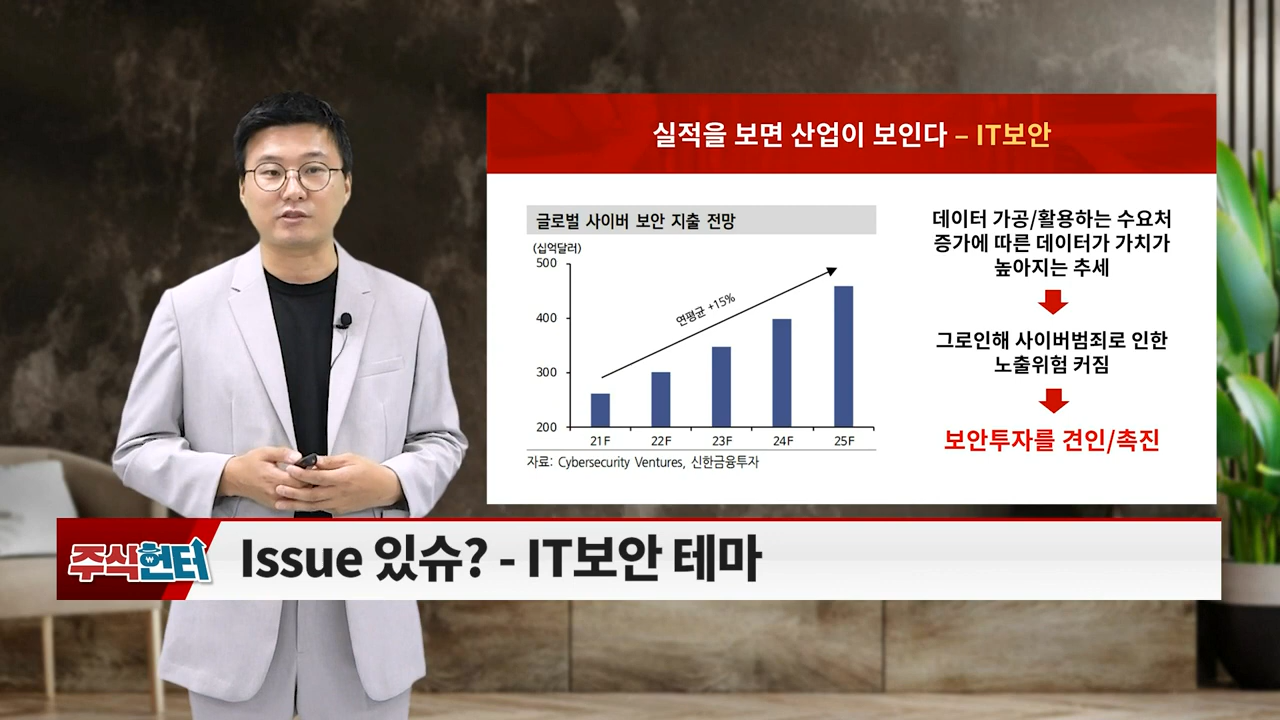 실적을 보면 산업이 보인다 – IT보안
글로벌 사이버 보안 지출 전망
(십억달러)
500
400
300
200
연평균 +15%
21F 22F 23F 24F 25F
자료: Cybersecurity Ventures, 신한금융투자
데이터 가공/활용하는 수요처
증가에 따른 데이터가 가치가
높아지는 추세
그로인해 사이버범죄로 인한
노출위험 커짐
보안투자를 견인/촉진
주식헌터
Issue 있슈? - IT보안 테마